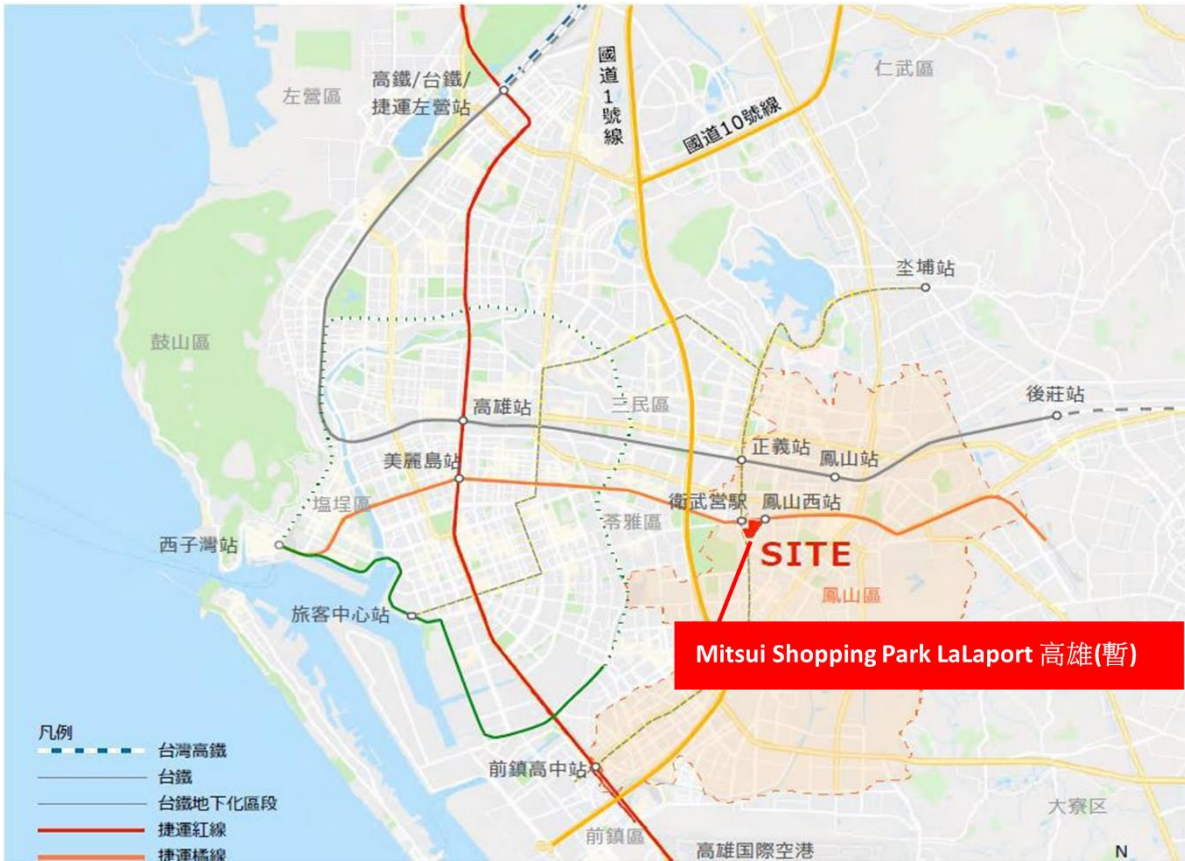 仁武區
左營區
高鐵/台鐵/
捷運左營站
國道1號線
國道10號線
坔埔站
鼓山區
後莊站
高雄站
三民區
正義站
鳳山站
美麗島站
塩埕區
苓雅區
衛武営駅
鳳山西站
西子灣站
SITE
鳳山區
旅客中心站
Mitsui Shopping Park LaLaport 高雄(暫)
凡例
台灣高鐵
台鐵
台鐵地下化區段
捷運紅線
捷運橘線
前鎮高中站
前鎮區
高雄国際空港
大寮区
N